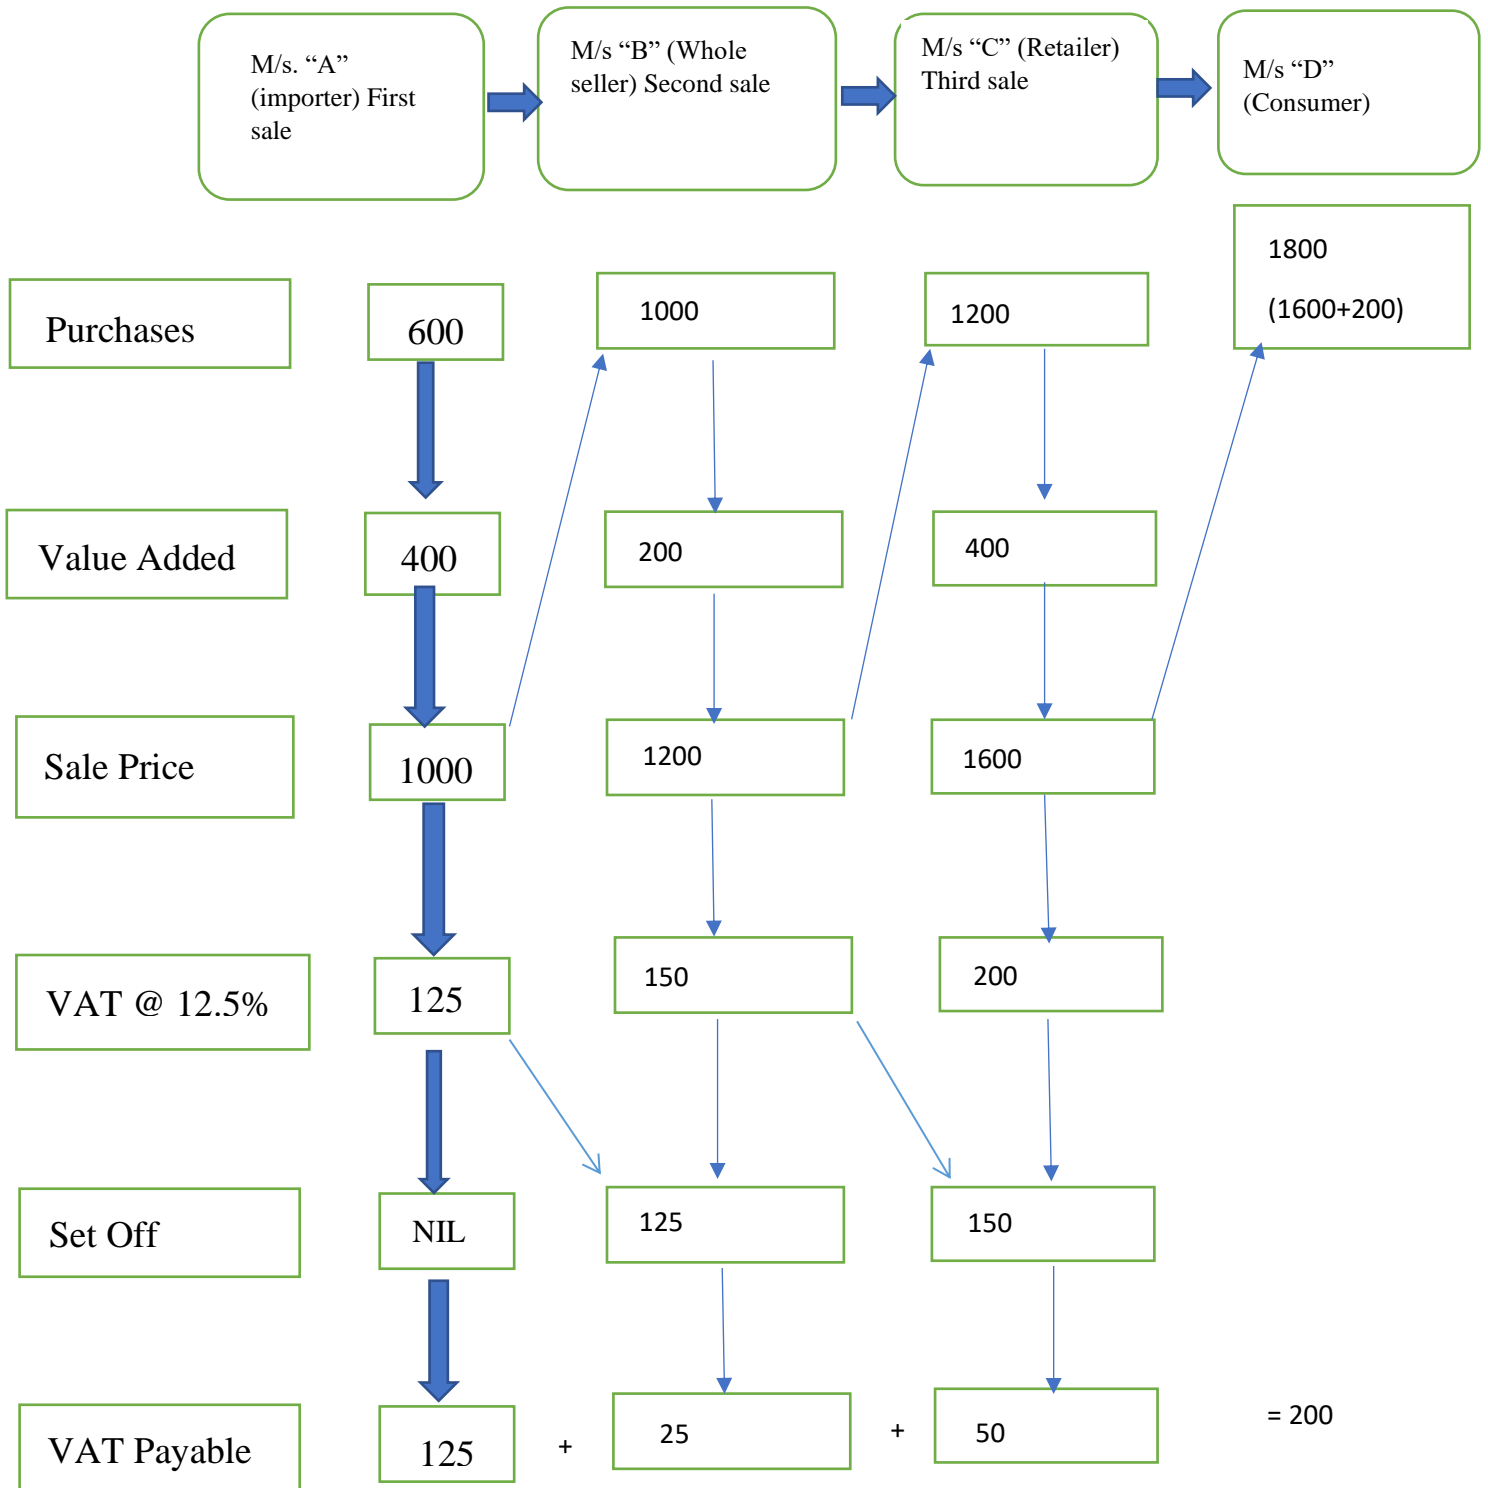 M/s. “A”
(importer) First
sale
M/s “B” (Whole
seller) Second sale
M/s “C” (Retailer)
Third sale
M/s “D”
(Consumer)
Purchases
600
1000
1200
1800
(1600+200)
Value Added
400
200
400
Sale Price
1000
1200
1600
VAT @ 12.5%
125
150
200
Set Off
NIL
125
150
VAT Payable
125
+
25
+
50
= 200